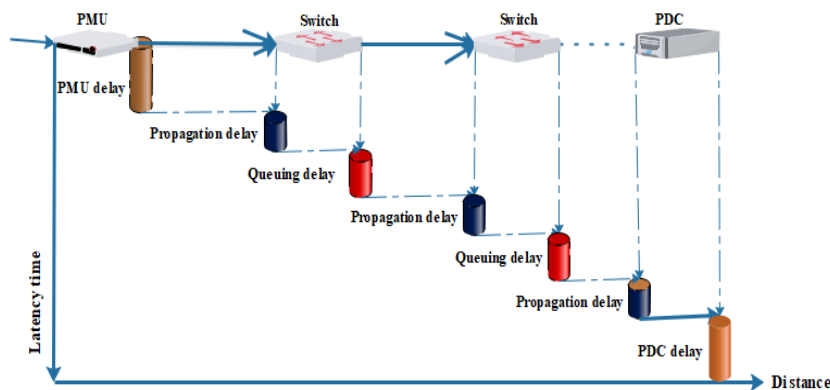 PMU
Switch
Switch
PDC
PMU delay
Propagation delay
Queuing delay
Propagation delay
Queuing delay
Propagation delay
PDC delay
Latency time
Distance